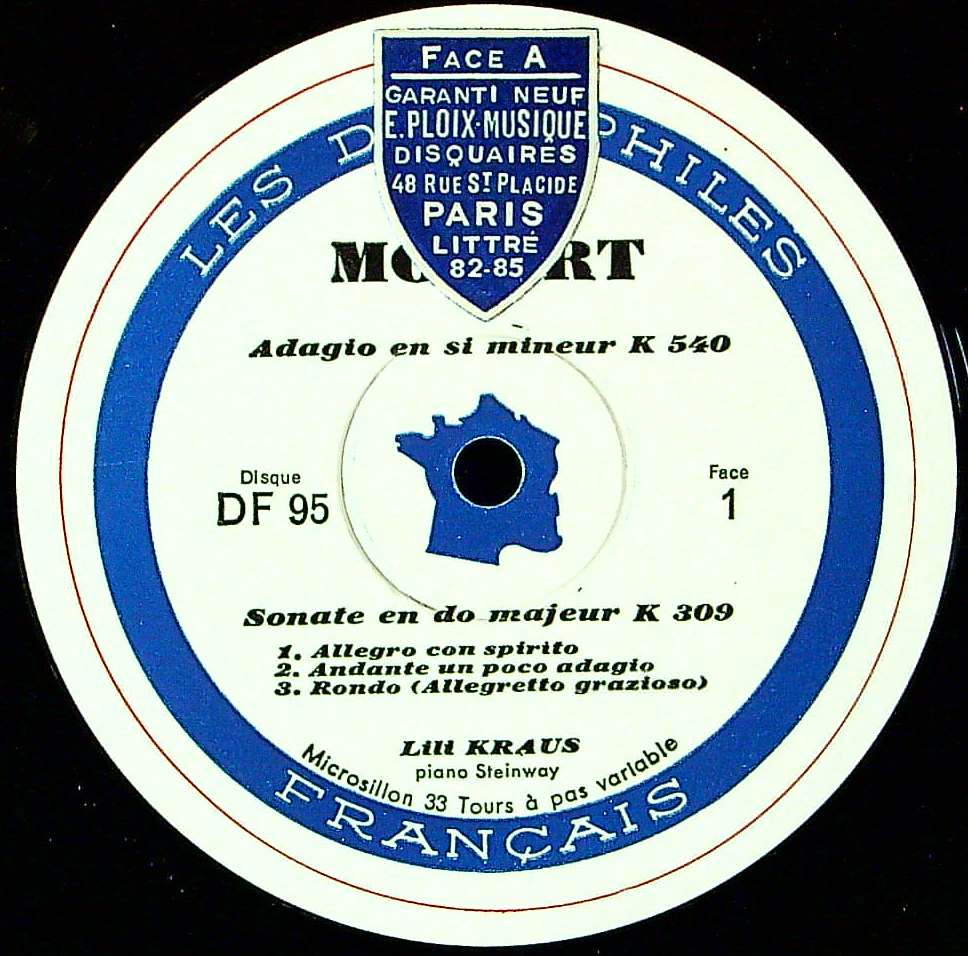 FACE A
GARANTI NEUF
E. PLOIX-MUSIQUE
DISQUAIRES
48 RUE ST PLACIDE
PARIS
LITTRÉ
82-85
LES D PHILES
MO RT
Adagio en si mineur K 540
Disque
DF 95
Face
1
Sonate en do majeur K 309
1. Allegro con spirito
2. Andante un poco adagio
3. Rondo (Allegretto grazioso)
Lili KRAUS
piano Steinway
Microsillon 33 Tours à pas variable
FRANÇAIS